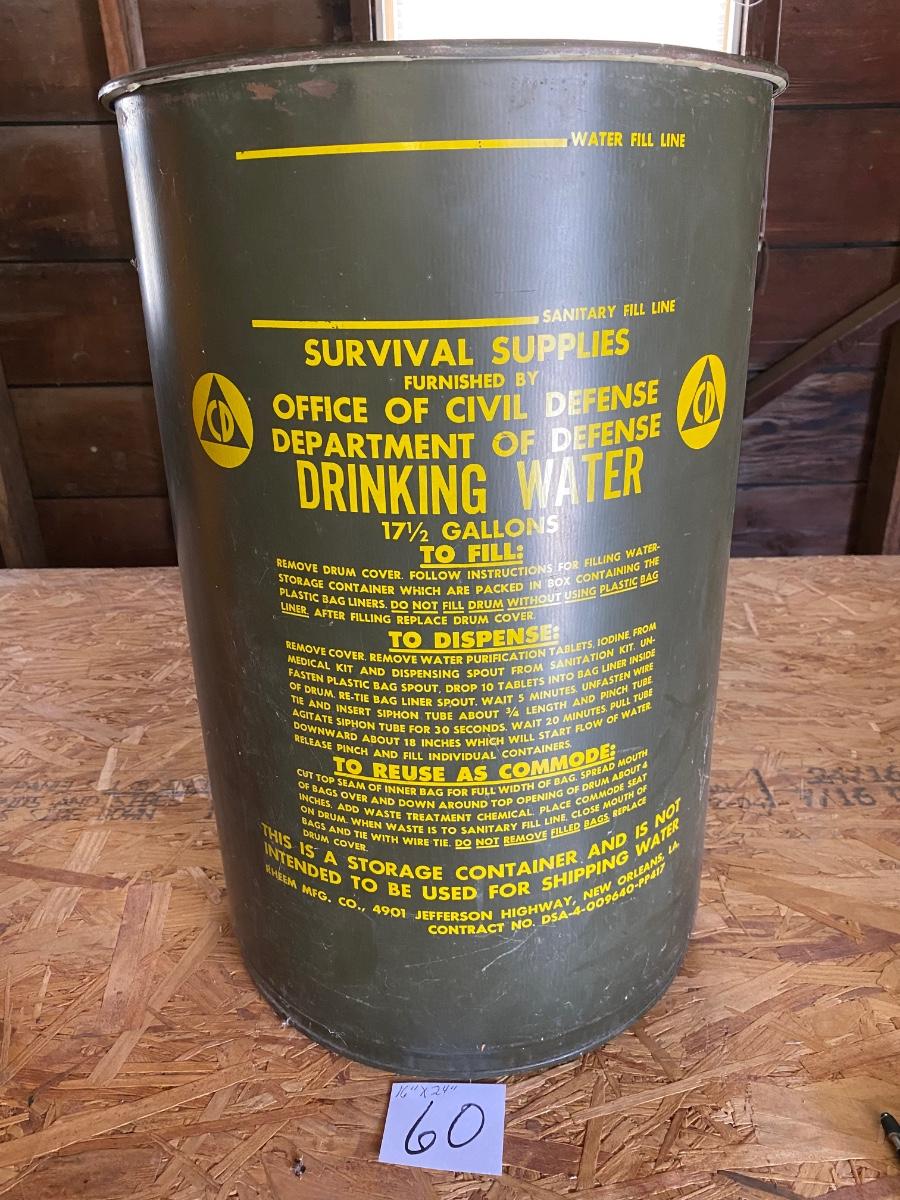 WATER FILL LINE
SANITARY FILL LINE
SURVIVAL SUPPLIES
FURNISHED BY
OFFICE OF CIVIL DEFENSE
DEPARTMENT OF DEFENSE
CD
CD
DRINKING WATER
17½ GALLONS
TO FILL:
REMOVE DRUM COVER. FOLLOW INSTRUCTIONS FOR FILLING WATER-
STORAGE CONTAINER WHICH ARE PACKED IN BOX CONTAINING THE
PLASTIC BAG LINERS. DO NOT FILL DRUM WITHOUT USING PLASTIC BAG
LINER. AFTER FILLING REPLACE DRUM COVER.
TO DISPENSE:
REMOVE COVER. REMOVE WATER PURIFICATION TABLETS, IODINE, FROM
MEDICAL KIT AND DISPENSING SPOUT FROM SANITATION KIT. UN-
FASTEN PLASTIC BAG SPOUT, DROP 10 TABLETS INTO BAG LINER INSIDE
OF DRUM. RE-TIE BAG LINER SPOUT. WAIT 5 MINUTES. UNFASTEN WIRE
TIE AND INSERT SIPHON TUBE ABOUT ¾ LENGTH AND PINCH TUBE.
AGITATE SIPHON TUBE FOR 30 SECONDS. WAIT 20 MINUTES. PULL TUBE
DOWNWARD ABOUT 18 INCHES WHICH WILL START FLOW OF WATER.
RELEASE PINCH AND FILL INDIVIDUAL CONTAINERS.
TO REUSE AS COMMODE:
CUT TOP SEAM OF INNER BAG FOR FULL WIDTH OF BAG. SPREAD MOUTH
OF BAGS OVER AND DOWN AROUND TOP OPENING OF DRUM ABOUT 4
INCHES. ADD WASTE TREATMENT CHEMICAL. PLACE COMMODE SEAT
ON DRUM. WHEN WASTE IS TO SANITARY FILL LINE, CLOSE MOUTH OF
BAGS AND TIE WITH WIRE TIE. DO NOT REMOVE FILLED BAGS. REPLACE
DRUM COVER.
THIS IS A STORAGE CONTAINER AND IS NOT
INTENDED TO BE USED FOR SHIPPING WATER
RHEEM MFG. CO., 4901 JEFFERSON HIGHWAY, NEW ORLEANS, LA.
CONTRACT NO. DSA-4-009640-PP417
16" X 24"
60